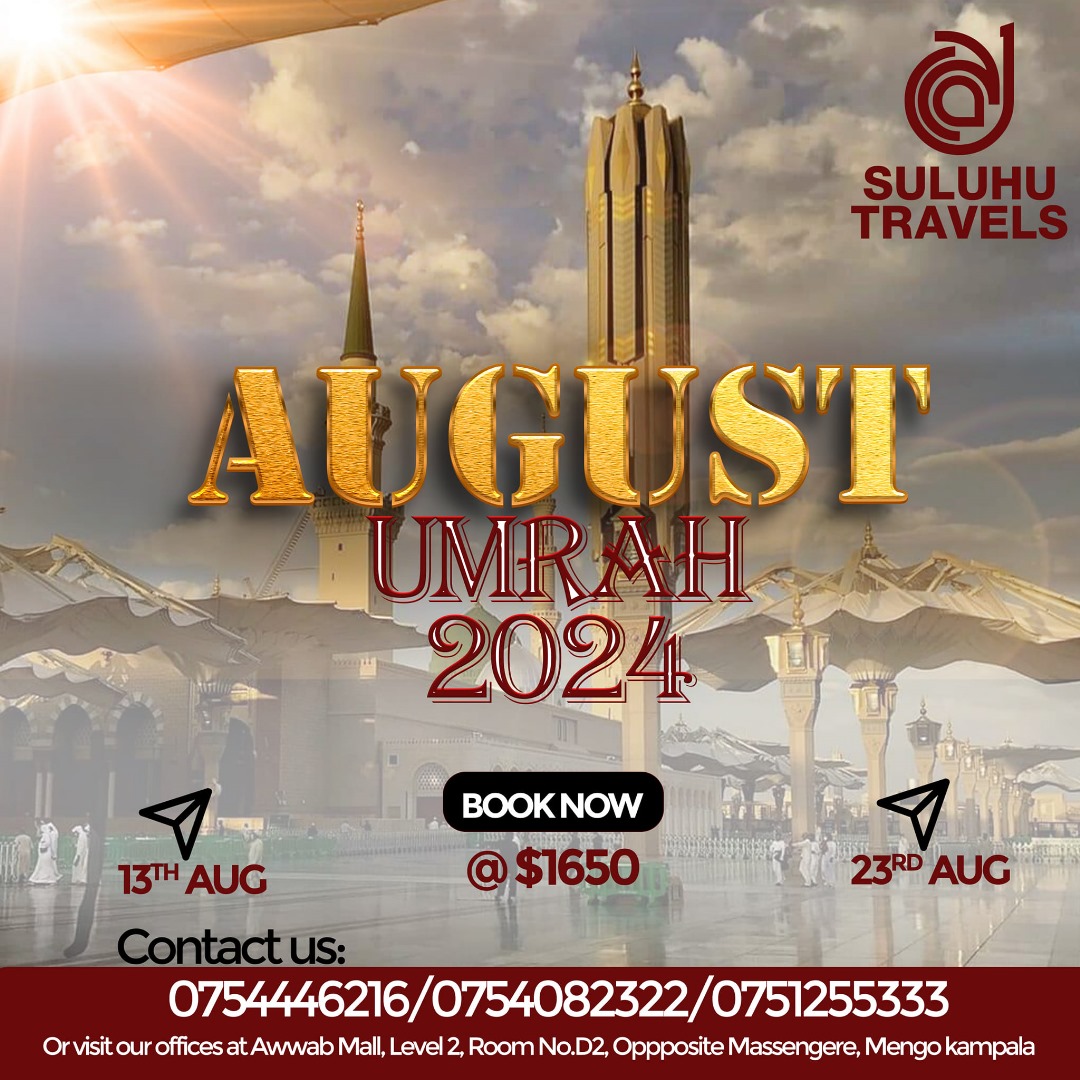 SULUHU
TRAVELS
AUGUST
UMRAH
2024
BOOK NOW
@ $1650
13TH AUG
23RD AUG
Contact us:
0754446216/0754082322/0751255333
Or visit our offices at Awwab Mall, Level 2, Room No.D2, Oppposite Massengere, Mengo kampala